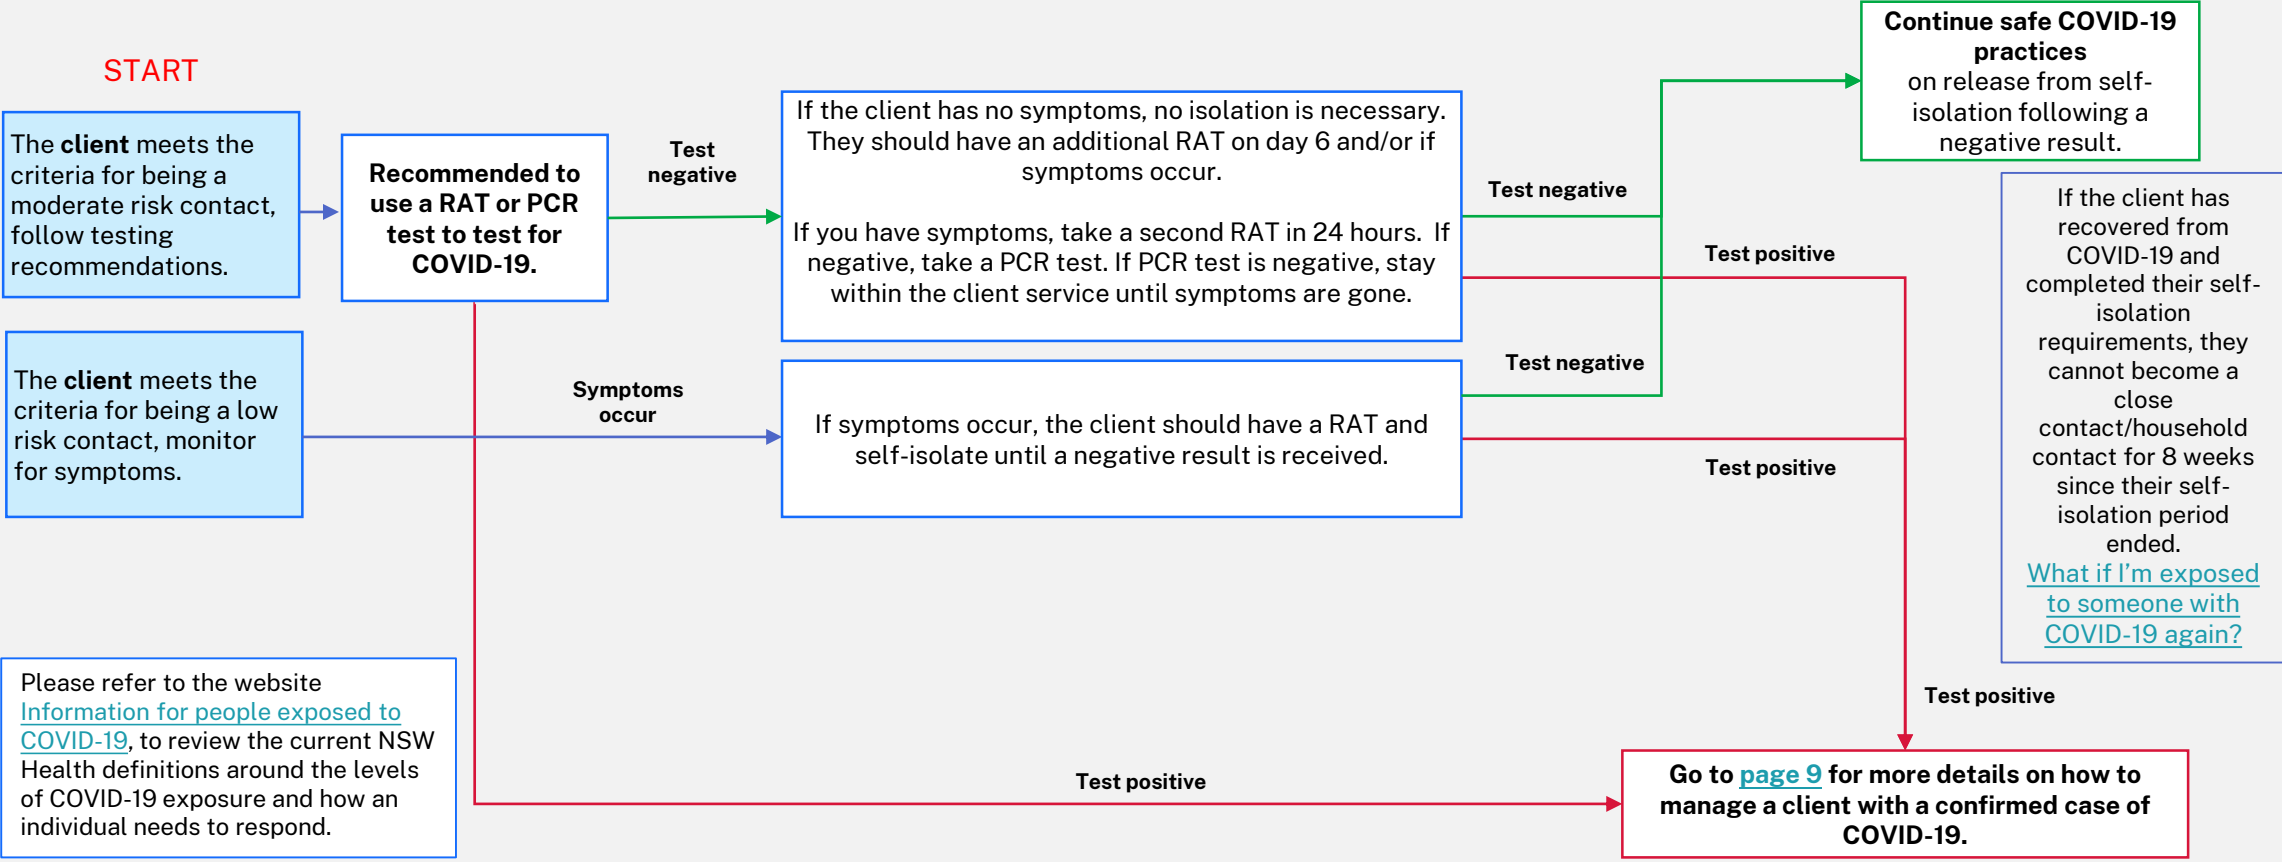 START
The client meets the
criteria for being a
moderate risk contact,
follow testing
recommendations.
Recommended to
use a RAT or PCR
test to test for
COVID-19.
Test
negative
If the client has no symptoms, no isolation is necessary.
They should have an additional RAT on day 6 and/or if
symptoms occur.
If you have symptoms, take a second RAT in 24 hours. If
negative, take a PCR test. If PCR test is negative, stay
within the client service until symptoms are gone.
Test negative
Test positive
Continue safe COVID-19
practices
on release from self-
isolation following a
negative result.
The client meets the
criteria for being a low
risk contact, monitor
for symptoms.
Symptoms
occur
If symptoms occur, the client should have a RAT and
self-isolate until a negative result is received.
Test negative
Test positive
If the client has
recovered from
COVID-19 and
completed their self-
isolation
requirements, they
cannot become a
close
contact/household
contact for 8 weeks
since their self-
isolation period
ended.
What if I'm exposed
to someone with
COVID-19 again?
Please refer to the website
Information for people exposed to
COVID-19, to review the current NSW
Health definitions around the levels
of COVID-19 exposure and how an
individual needs to respond.
Test positive
Test positive
Go to page 9 for more details on how to
manage a client with a confirmed case of
COVID-19.